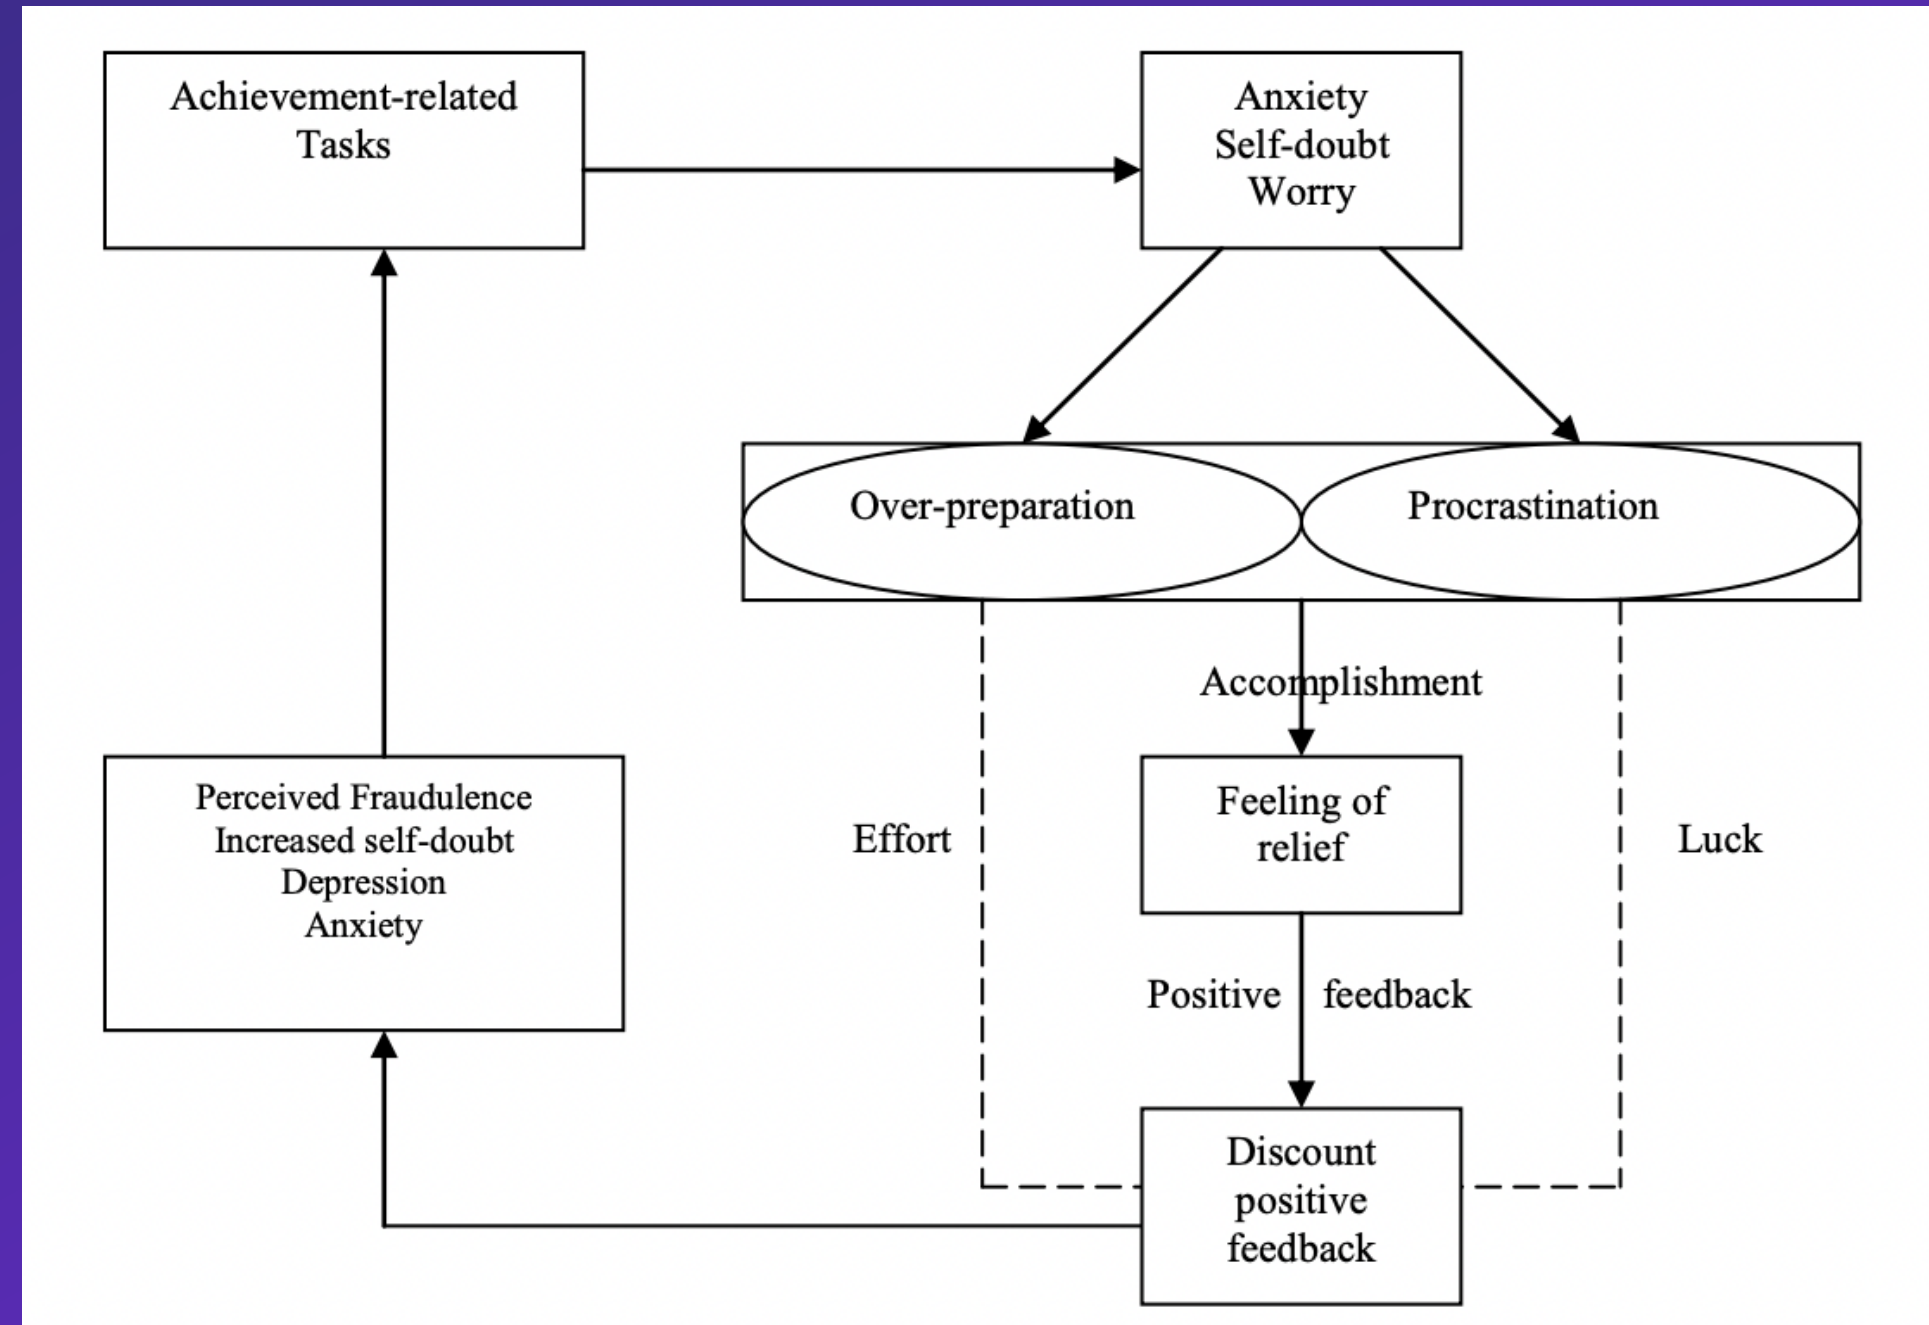 Achievement-related
Tasks
Anxiety
Self-doubt
Worry
Over-preparation
Procrastination
Accomplishment
Perceived Fraudulence
Increased self-doubt
Depression
Anxiety
Effort
Feeling of
relief
Luck
Positive feedback
Discount
positive
feedback